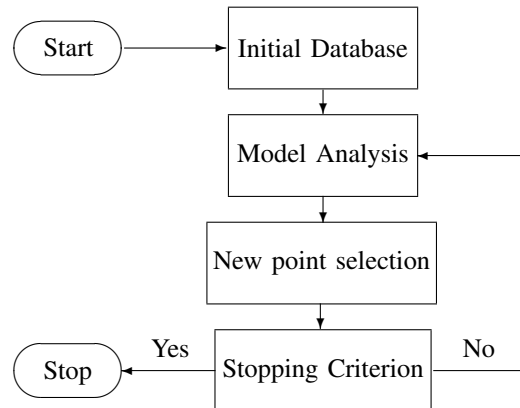 Start
Initial Database
Model Analysis
New point selection
Yes
No
Stop
Stopping Criterion